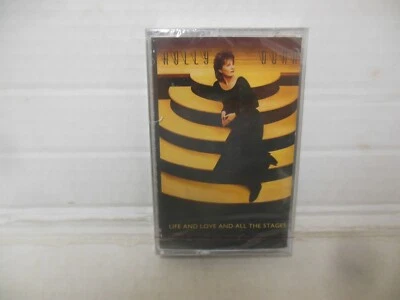 HOLLY DUNN
LIFE AND LOVE AND ALL THE STAGES